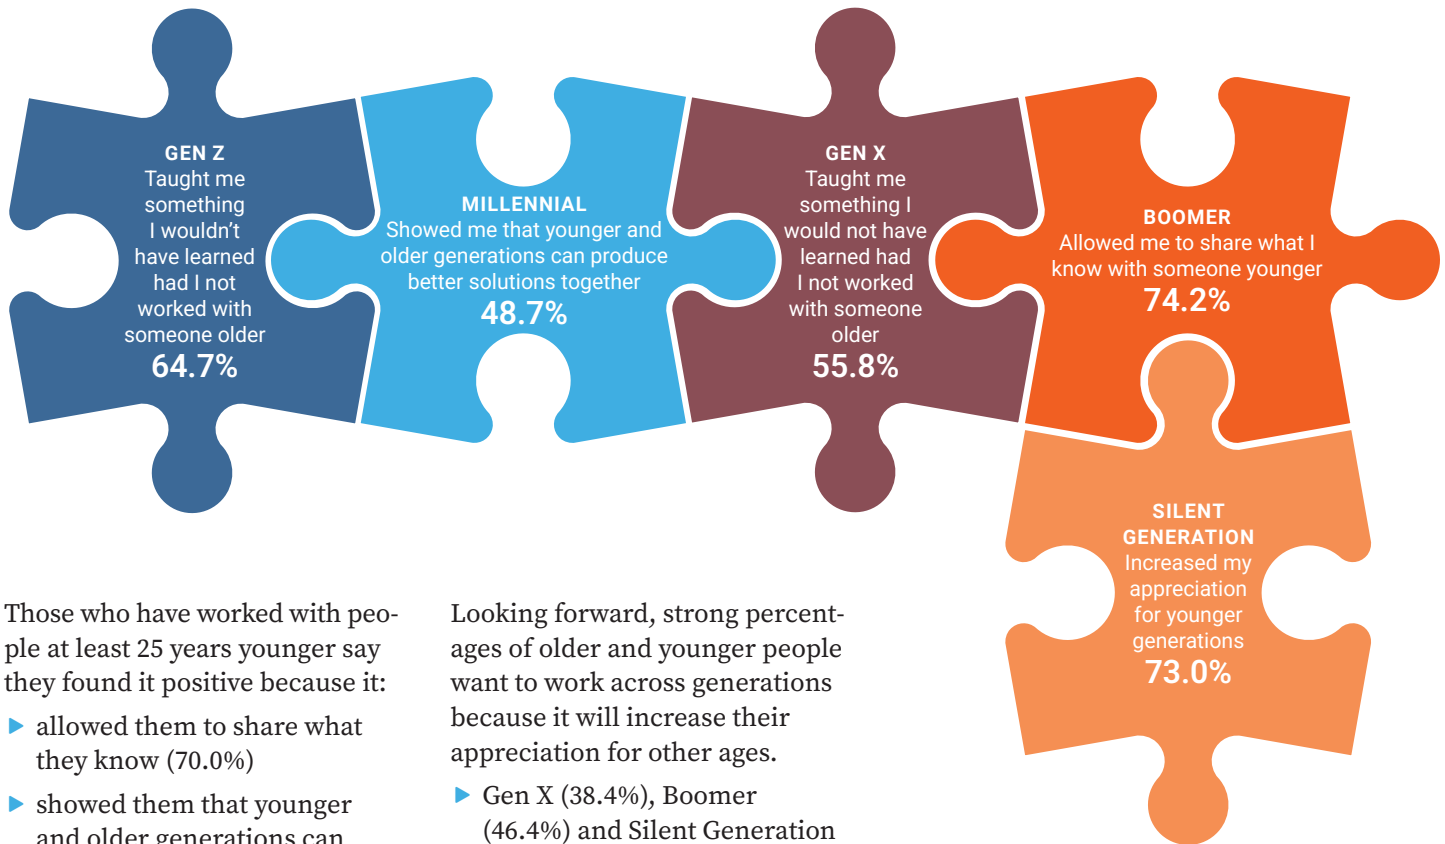 GEN Z
Taught me
something
I wouldn't
have learned
had I not
worked with
someone older
64.7%
MILLENNIAL
Showed me that younger and
older generations can produce
better solutions together
48.7%
GEN X
Taught me
something I
would not have
learned had
I not worked
with someone
older
55.8%
BOOMER
Allowed me to share what I
know with someone younger
74.2%
SILENT
GENERATION
Increased my
appreciation
for younger
generations
73.0%
Those who have worked with peo-
ple at least 25 years younger say
they found it positive because it:
▶ allowed them to share what
they know (70.0%)
▶ showed them that younger
and older generations can
Looking forward, strong percent-
ages of older and younger people
want to work across generations
because it will increase their
appreciation for other ages.
▶ Gen X (38.4%), Boomer
(46.4%) and Silent Generation